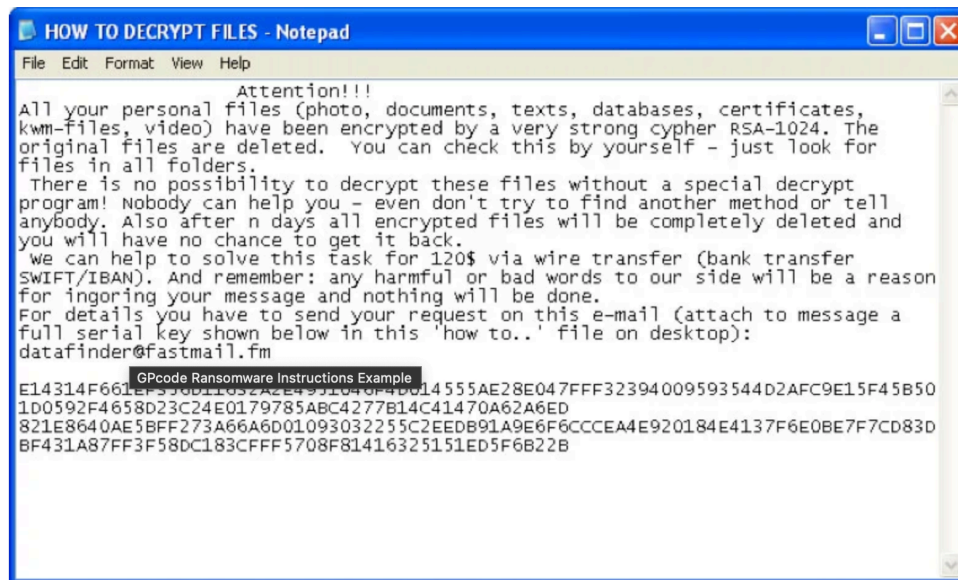 HOW TO DECRYPT FILES - Notepad
File Edit Format View Help
Attention!!!
All your personal files (photo, documents, texts, databases, certificates,
kwm-files, video) have been encrypted by a very strong cypher RSA-1024. The
original files are deleted.  You can check this by yourself – just look for
files in all folders.
There is no possibility to decrypt these files without a special decrypt
program! Nobody can help you – even don't try to find another method or tell
anybody. Also after n days all encrypted files will be completely deleted and
you will have no chance to get it back.
We can help to solve this task for 120$ via wire transfer (bank transfer
SWIFT/IBAN). And remember: any harmful or bad words to our side will be a reason
for ingoring your message and nothing will be done.
For details you have to send your request on this e-mail (attach to message a
full serial key shown below in this 'how to..' file on desktop):
datafinder@fastmail.fm
GPcode Ransomware Instructions Example
1D0592F4658D23C24E0179785ABC4277B14C41470A62A6ED
821E8640AE5BFF273A66A6D01093032255C2EEDB91A9E6F6CCCEA4E920184E4137F6E0BE7F7CD83D
BF431A87FF3F58DC183CFFF5708F81416325151ED5F6B22B